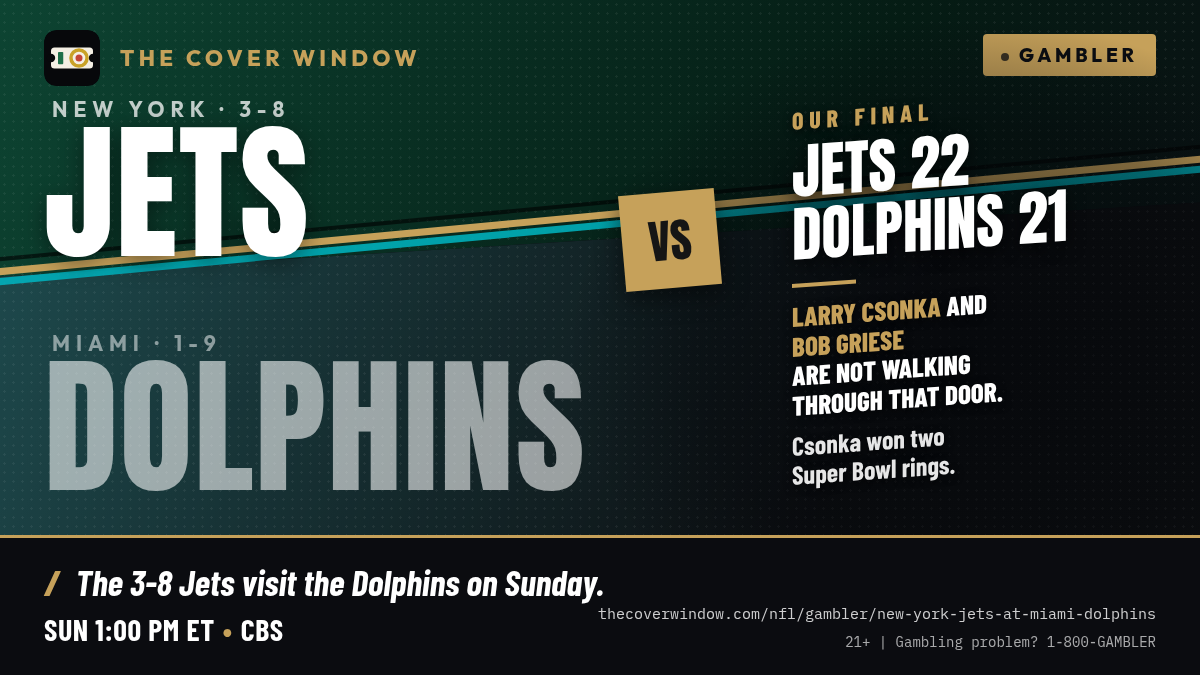 THE COVER WINDOW
• GAMBLER
NEW YORK · 3-8
JETS
VS
MIAMI · 1-9
DOLPHINS
OUR FINAL
JETS 22
DOLPHINS 21
LARRY CSONKA AND
BOB GRIESE
ARE NOT WALKING
THROUGH THAT DOOR.
Csonka won two
Super Bowl rings.
/ The 3-8 Jets visit the Dolphins on Sunday.
SUN 1:00 PM ET • CBS
thecoverwindow.com/nfl/gambler/new-york-jets-at-miami-dolphins
21+ | Gambling problem? 1-800-GAMBLER